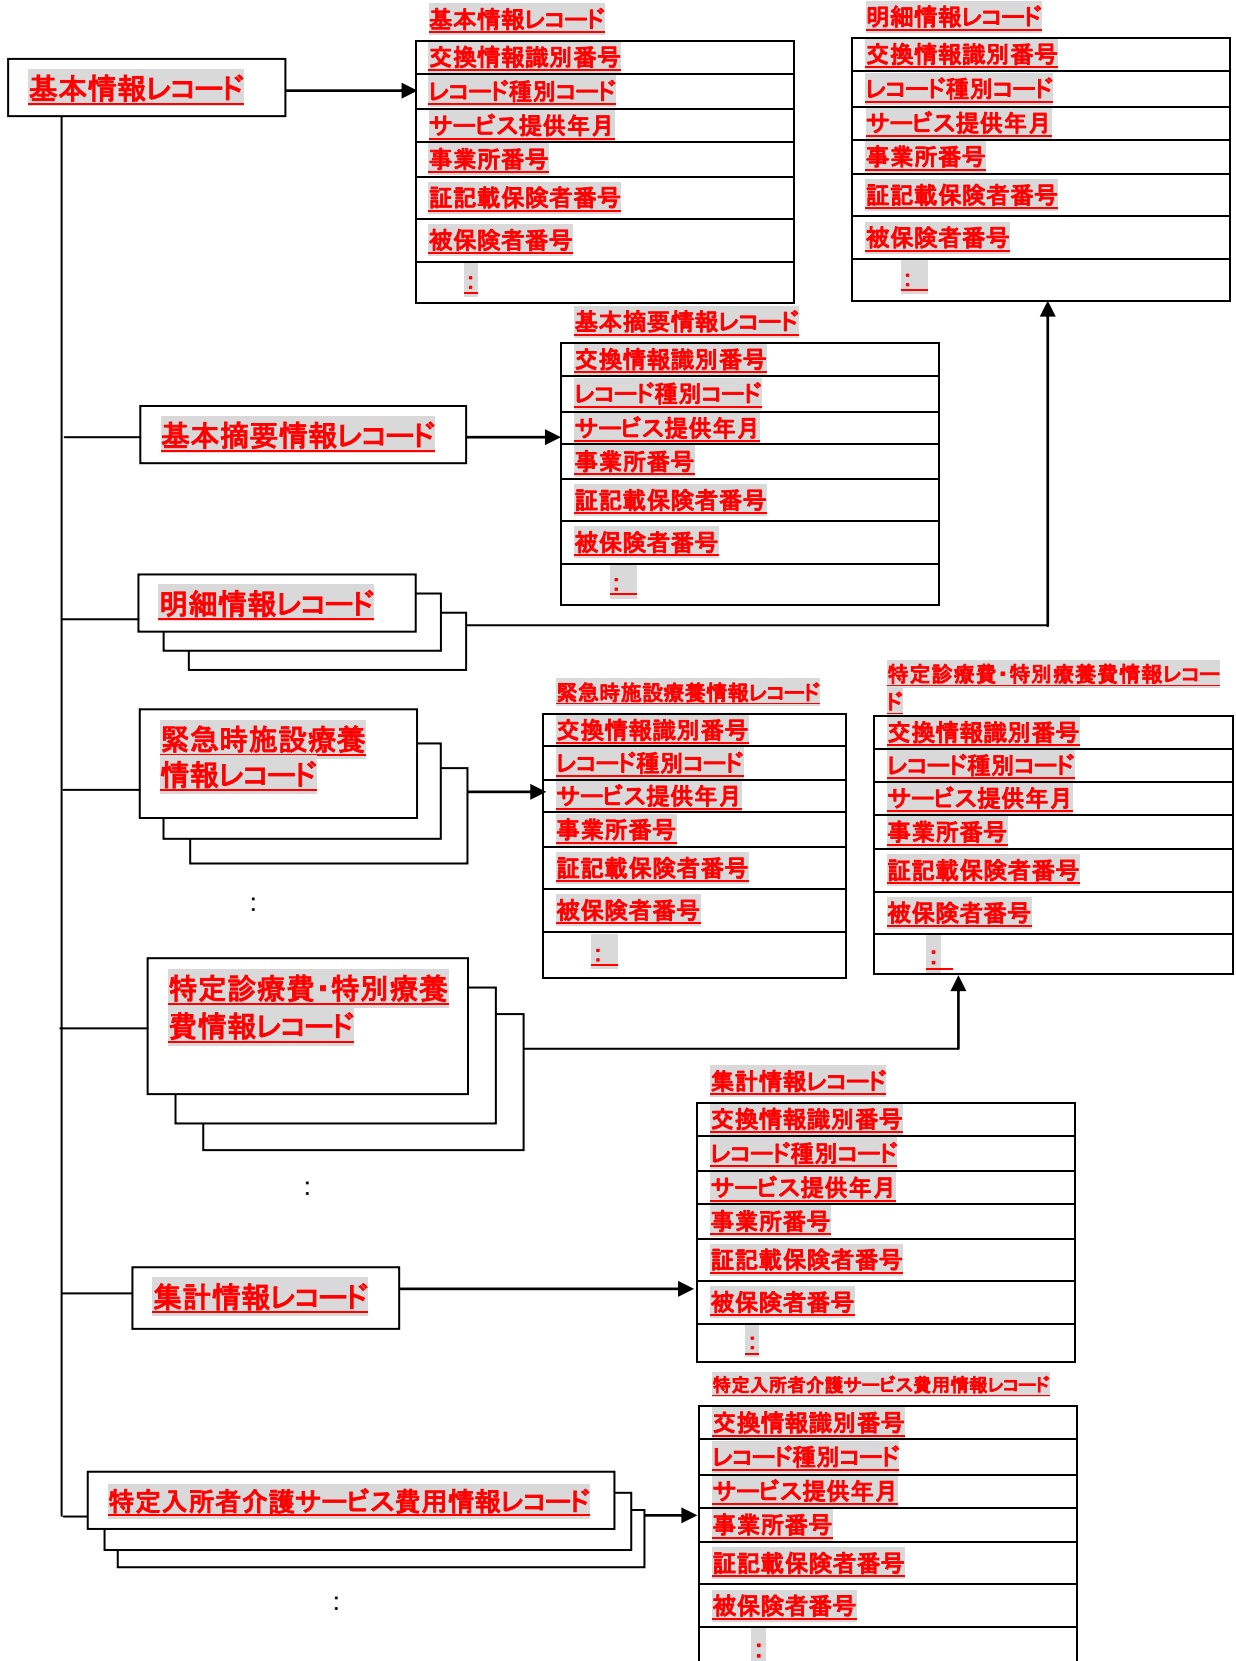 基本情報レコード
基本情報レコード
交換情報識別番号
レコード種別コード
サービス提供年月
事業所番号
証記載保険者番号
被保険者番号
：
明細情報レコード
交換情報識別番号
レコード種別コード
サービス提供年月
事業所番号
証記載保険者番号
被保険者番号
：
基本摘要情報レコード
基本摘要情報レコード
交換情報識別番号
レコード種別コード
サービス提供年月
事業所番号
証記載保険者番号
被保険者番号
：
明細情報レコード
緊急時施設療養
情報レコード
：
緊急時施設療養情報レコード
交換情報識別番号
レコード種別コード
サービス提供年月
事業所番号
証記載保険者番号
被保険者番号
：
特定診療費・特別療養費情報レコー
ド
交換情報識別番号
レコード種別コード
サービス提供年月
事業所番号
証記載保険者番号
被保険者番号
：
特定診療費・特別療養
費情報レコード
：
集計情報レコード
集計情報レコード
交換情報識別番号
レコード種別コード
サービス提供年月
事業所番号
証記載保険者番号
被保険者番号
：
特定入所者介護サービス費用情報レコード
：
特定入所者介護サービス費用情報レコード
交換情報識別番号
レコード種別コード
サービス提供年月
事業所番号
証記載保険者番号
被保険者番号
：